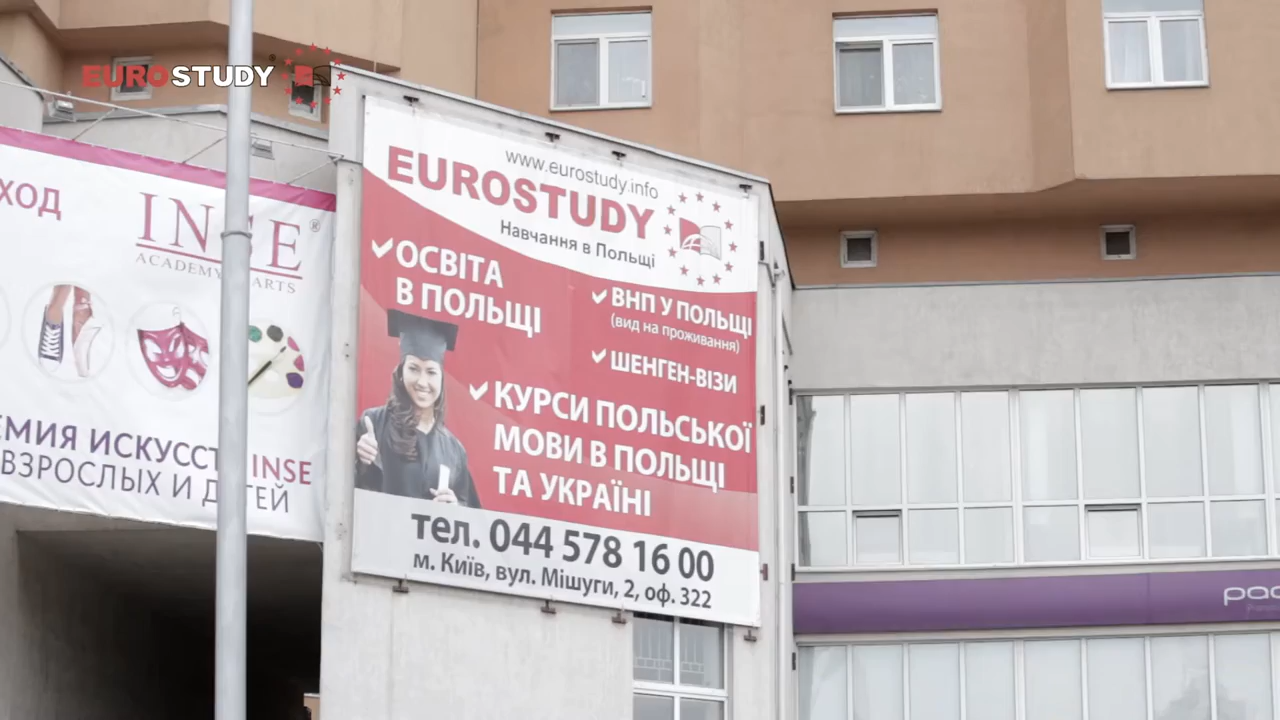 EUROSTUDY
ХОД
INSE®
ACADEMY ARTS
ЕМИЯ ИСКУССТ INSE
ВЗРОСЛЫХ И ДЕТЕЙ
www.eurostudy.info
EUROSTUDY
Навчання в Польщі
ОСВІТА
В ПОЛЬЩІ
ВНП У ПОЛЬЩІ
(вид на проживання)
ШЕНГЕН-ВІЗИ
КУРСИ ПОЛЬСЬКОЇ
МОВИ В ПОЛЬЩІ
ТА УКРАЇНІ
тел. 044 578 16 00
м. Київ, вул. Мішуги, 2, оф. 322